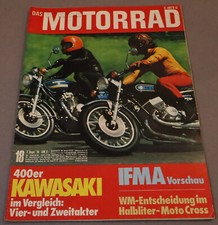 DAS
MOTORRAD
18
400er
KAWASAKI
im Vergleich:
Vier- und Zweitakter
IFMA Vorschau
WM-Entscheidung im
Halbliter-Moto Cross